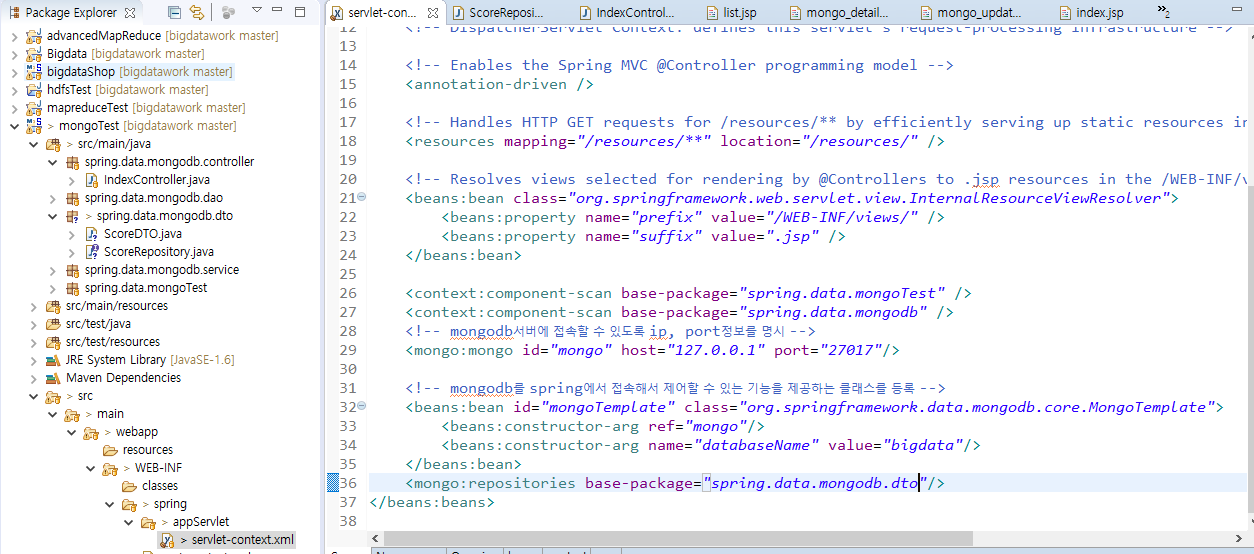 Package Explorer
advancedMapReduce [bigdatawork master]
Bigdata [bigdatawork master]
bigdataShop [bigdatawork master]
hdfsTest [bigdatawork master]
mapreduceTest [bigdatawork master]
> mongoTest [bigdatawork master]
> src/main/java
spring.data.mongodb.controller
IndexController.java
spring.data.mongodb.dao
> spring.data.mongodb.dto
ScoreDTO.java
ScoreRepository.java
spring.data.mongodb.service
spring.data.mongoTest
src/main/resources
src/test/java
src/test/resources
JRE System Library [JavaSE-1.6]
Maven Dependencies
> src
> main
> webapp
resources
> WEB-INF
classes
> spring
> appServlet
> servlet-context.xml
servlet-con... ScoreReposi... IndexControl... list.jsp mongo_detail... mongo_updat... index.jsp »2
12 <!-- DispatcherServlet Context: defines this servlet's request-processing infrastructure -->
13
14 <!-- Enables the Spring MVC @Controller programming model -->
15 <annotation-driven />
16
17 <!-- Handles HTTP GET requests for /resources/** by efficiently serving up static resources in
18 <resources mapping="/resources/**" location="/resources/" />
19
20 <!-- Resolves views selected for rendering by @Controllers to .jsp resources in the /WEB-INF/v
21 <beans:bean class="org.springframework.web.servlet.view.InternalResourceViewResolver">
22 <beans:property name="prefix" value="/WEB-INF/views/" />
23 <beans:property name="suffix" value=".jsp" />
24 </beans:bean>
25
26 <context:component-scan base-package="spring.data.mongoTest" />
27 <context:component-scan base-package="spring.data.mongodb" />
28 <!-- mongodb서버에 접속할 수 있도록 ip, port정보를 명시 -->
29 <mongo:mongo id="mongo" host="127.0.0.1" port="27017"/>
30
31 <!-- mongodb를 spring에서 접속해서 제어할 수 있는 기능을 제공하는 클래스를 등록 -->
32 <beans:bean id="mongoTemplate" class="org.springframework.data.mongodb.core.MongoTemplate">
33 <beans:constructor-arg ref="mongo"/>
34 <beans:constructor-arg name="databaseName" value="bigdata"/>
35 </beans:bean>
36 <mongo:repositories base-package="spring.data.mongodb.dto"/>
37 </beans:beans>
38